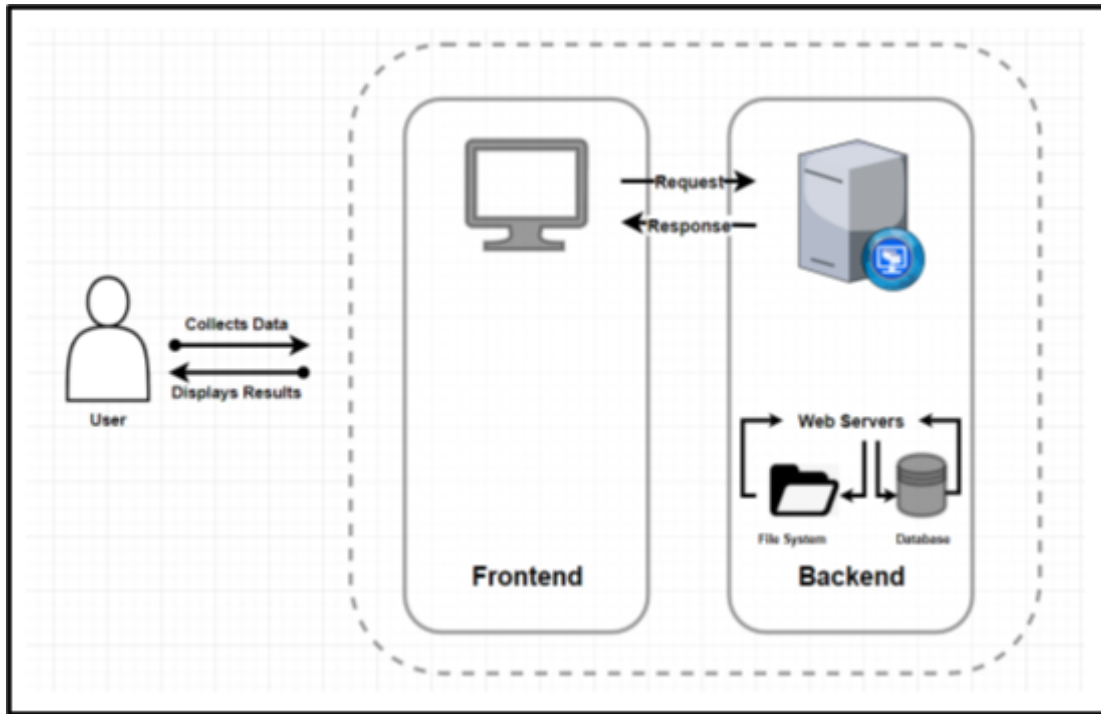 Request
Response
Collects Data
Displays Results
User
Web Servers
File System
Database
Frontend
Backend